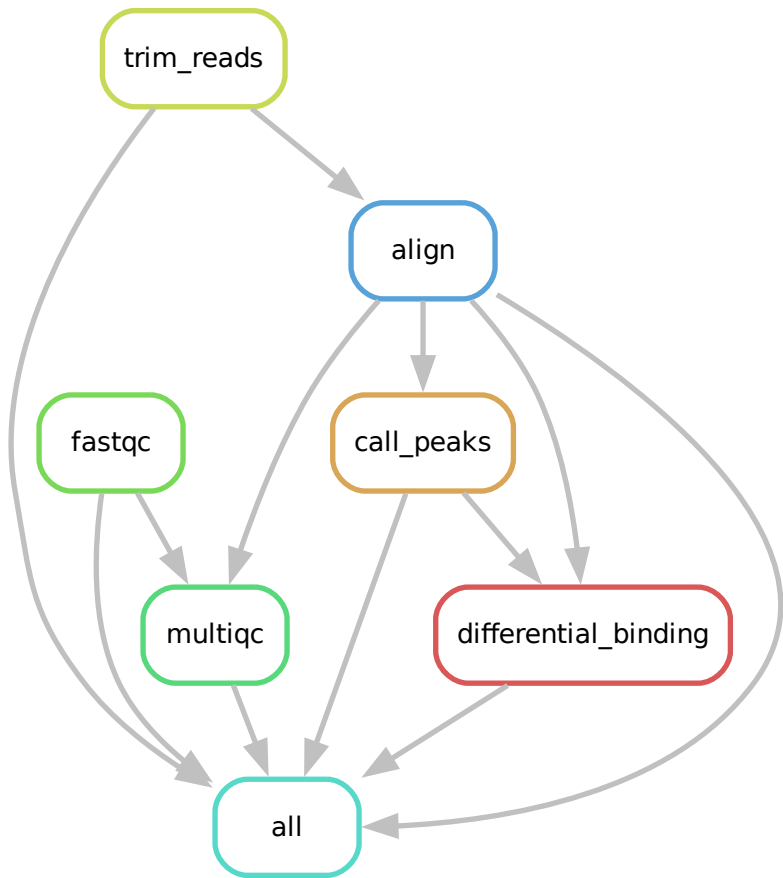 trim_reads
align
fastqc
call_peaks
multiqc
differential_binding
all